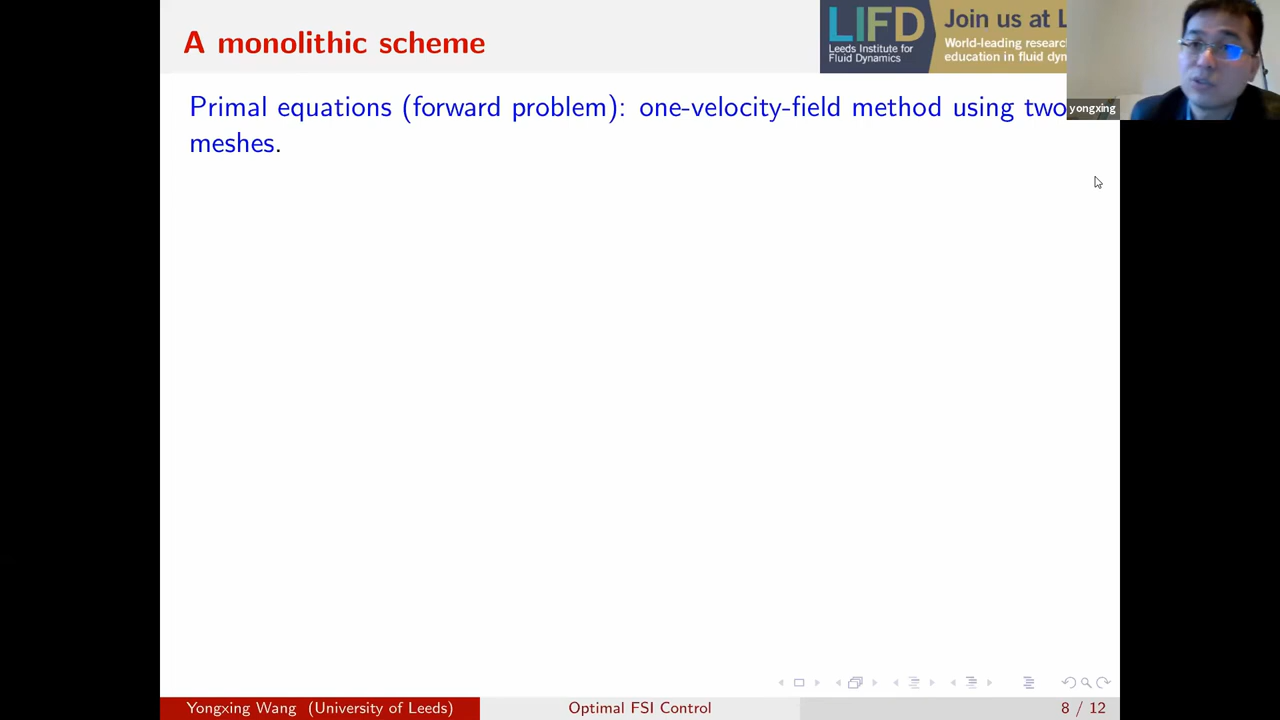 A monolithic scheme
LIFD
Leeds Institute for
Fluid Dynamics
Join us at L
World-leading resear
education in fluid dyn
yongxing
Primal equations (forward problem): one-velocity-field method using two
meshes.
Yongxing Wang (University of Leeds)
Optimal FSI Control
8 / 12